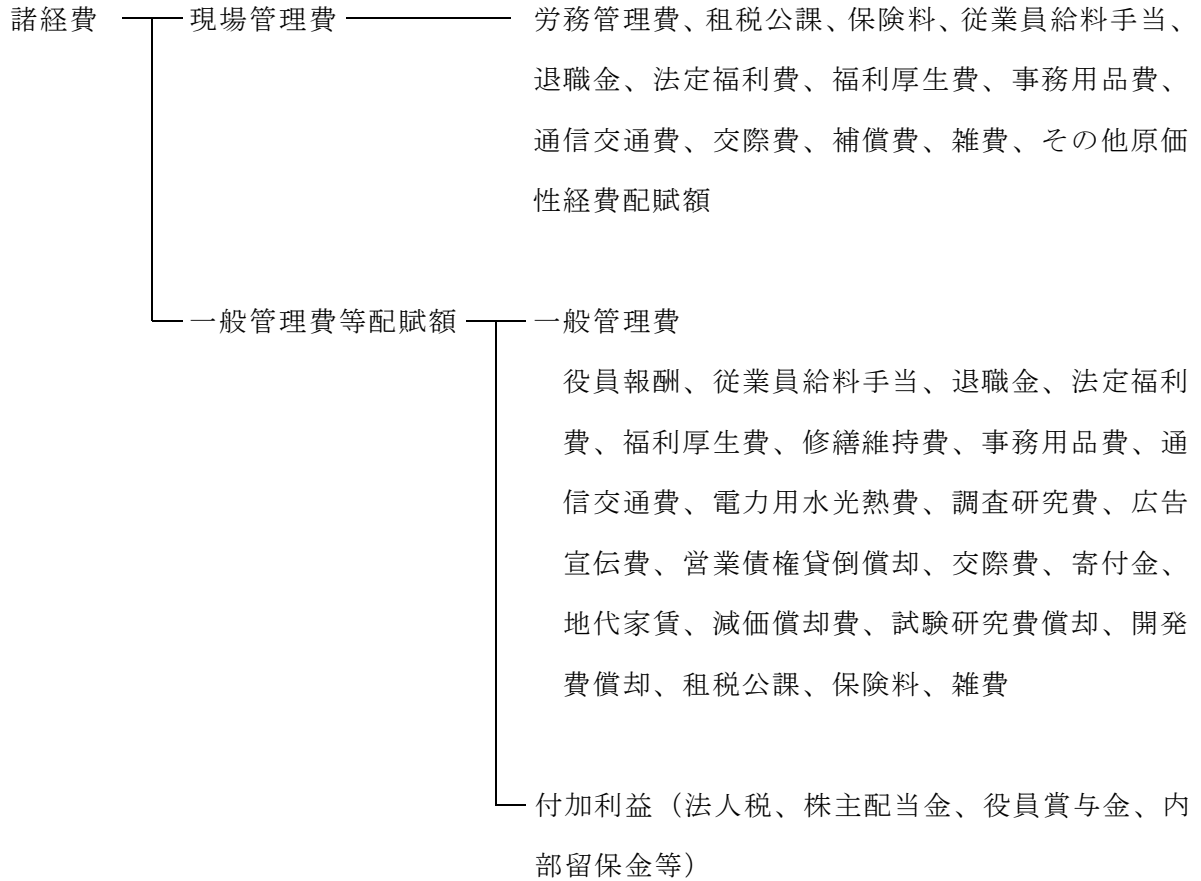 諸経費 現場管理費 労務管理費、租税公課、保険料、従業員給料手当、
退職金、法定福利費、福利厚生費、事務用品費、
通信交通費、交際費、補償費、雑費、その他原価
性経費配賦額
一般管理費等配賦額 一般管理費
役員報酬、従業員給料手当、退職金、法定福利
費、福利厚生費、修繕維持費、事務用品費、通
信交通費、電力用水光熱費、調査研究費、広告
宣伝費、営業債権貸倒償却、交際費、寄付金、
地代家賃、減価償却費、試験研究費償却、開発
費償却、租税公課、保険料、雑費
付加利益（法人税、株主配当金、役員賞与金、内
部留保金等）